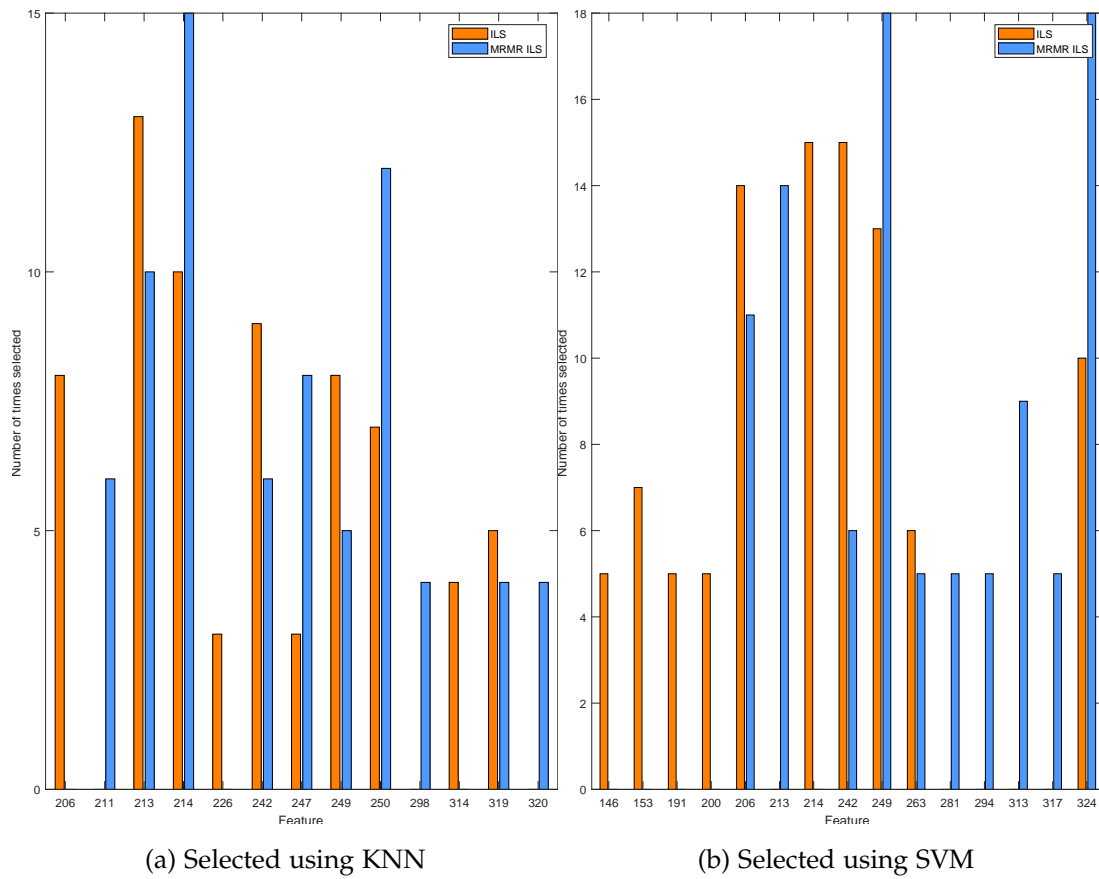 15
10
5
0
Number of times selected
ILS
MRMR ILS
206 211 213 214 226 242 247 249 250 298 314 319 320
Feature
(a) Selected using KNN
18
16
14
12
10
8
6
4
2
0
Number of times selected
ILS
MRMR ILS
146 153 191 200 206 213 214 242 249 263 281 294 313 317 324
Feature
(b) Selected using SVM